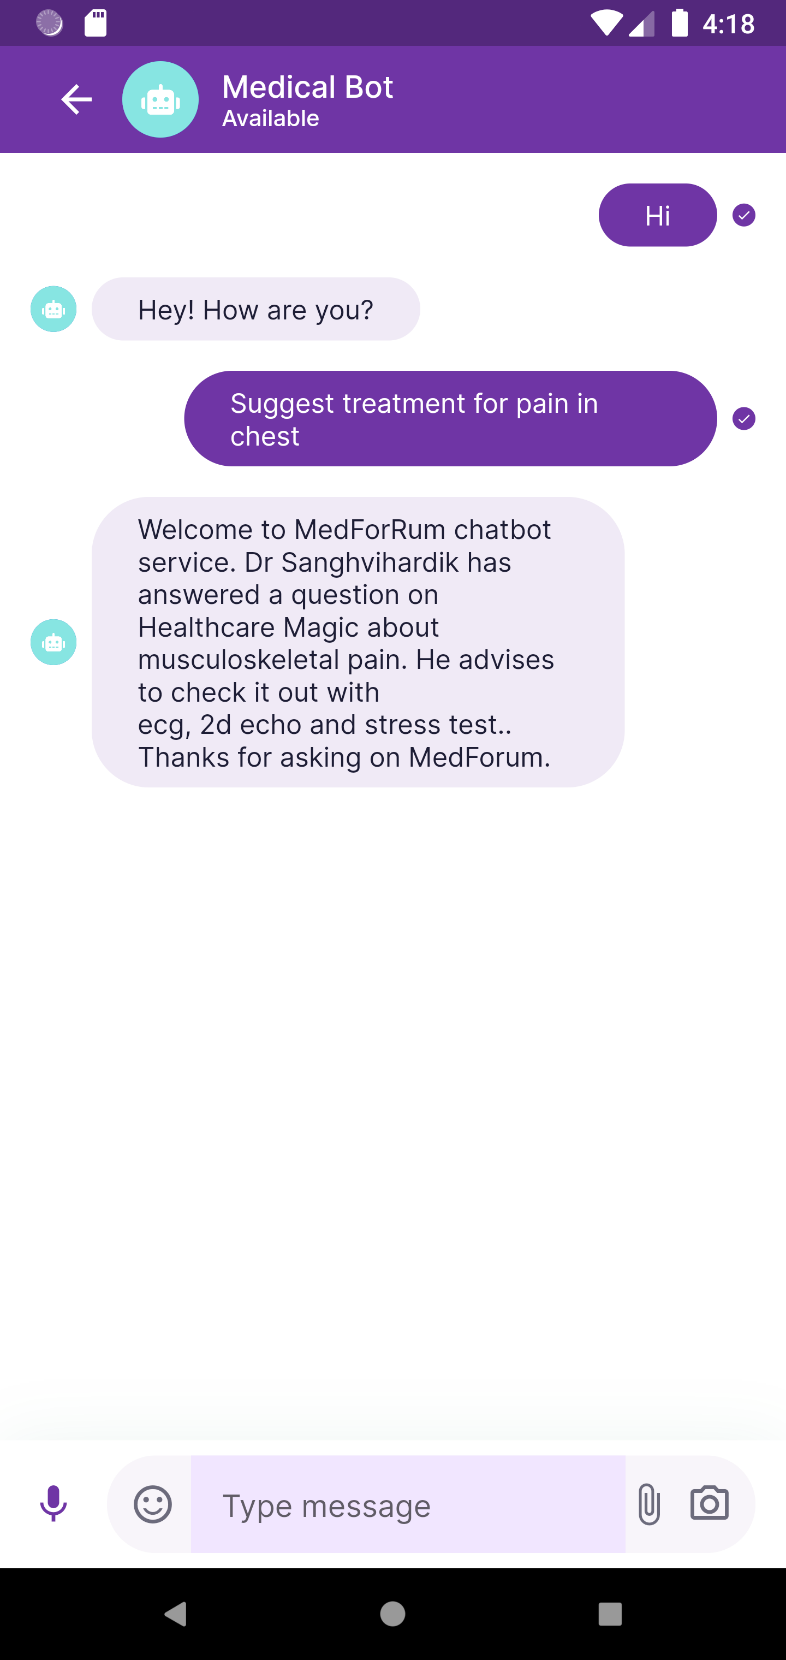 4:18
Medical Bot
Available
Hi
Hey! How are you?
Suggest treatment for pain in
chest
Welcome to MedForRum chatbot
service. Dr Sanghvihardik has
answered a question on
Healthcare Magic about
musculoskeletal pain. He advises
to check it out with
ecg, 2d echo and stress test..
Thanks for asking on MedForum.
Type message